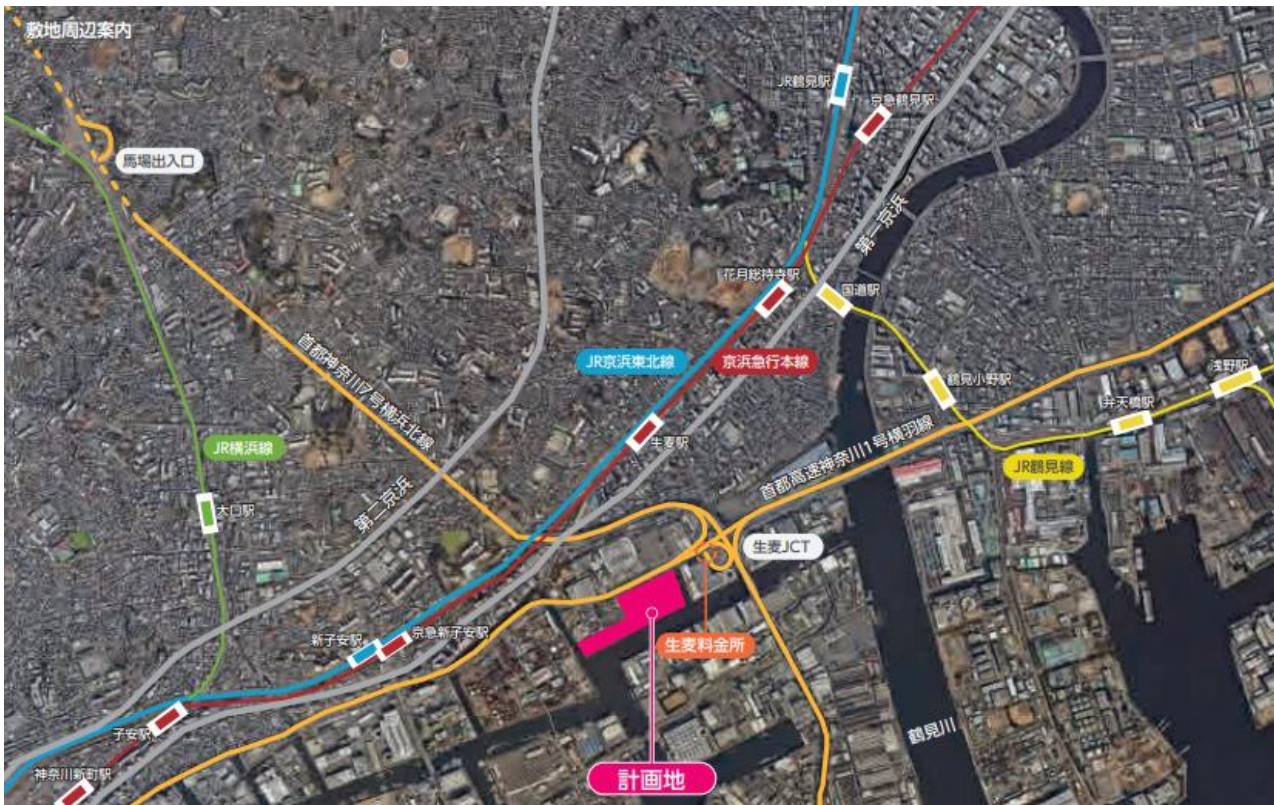 敷地周辺案内
JR鶴見駅
京急鶴見駅
馬場出入口
第一京浜
花月総持寺駅
国道駅
首都神奈川7号横浜北線
JR京浜東北線
京浜急行本線
鶴見小野駅
浅野駅
弁天橋駅
生麦駅
JR横浜線
首都高速神奈川1号横羽線
JR鶴見線
大口駅
第二京浜
生麦JCT
新子安駅
京急新子安駅
生麦料金所
子安駅
鶴見川
神奈川新町駅
計画地